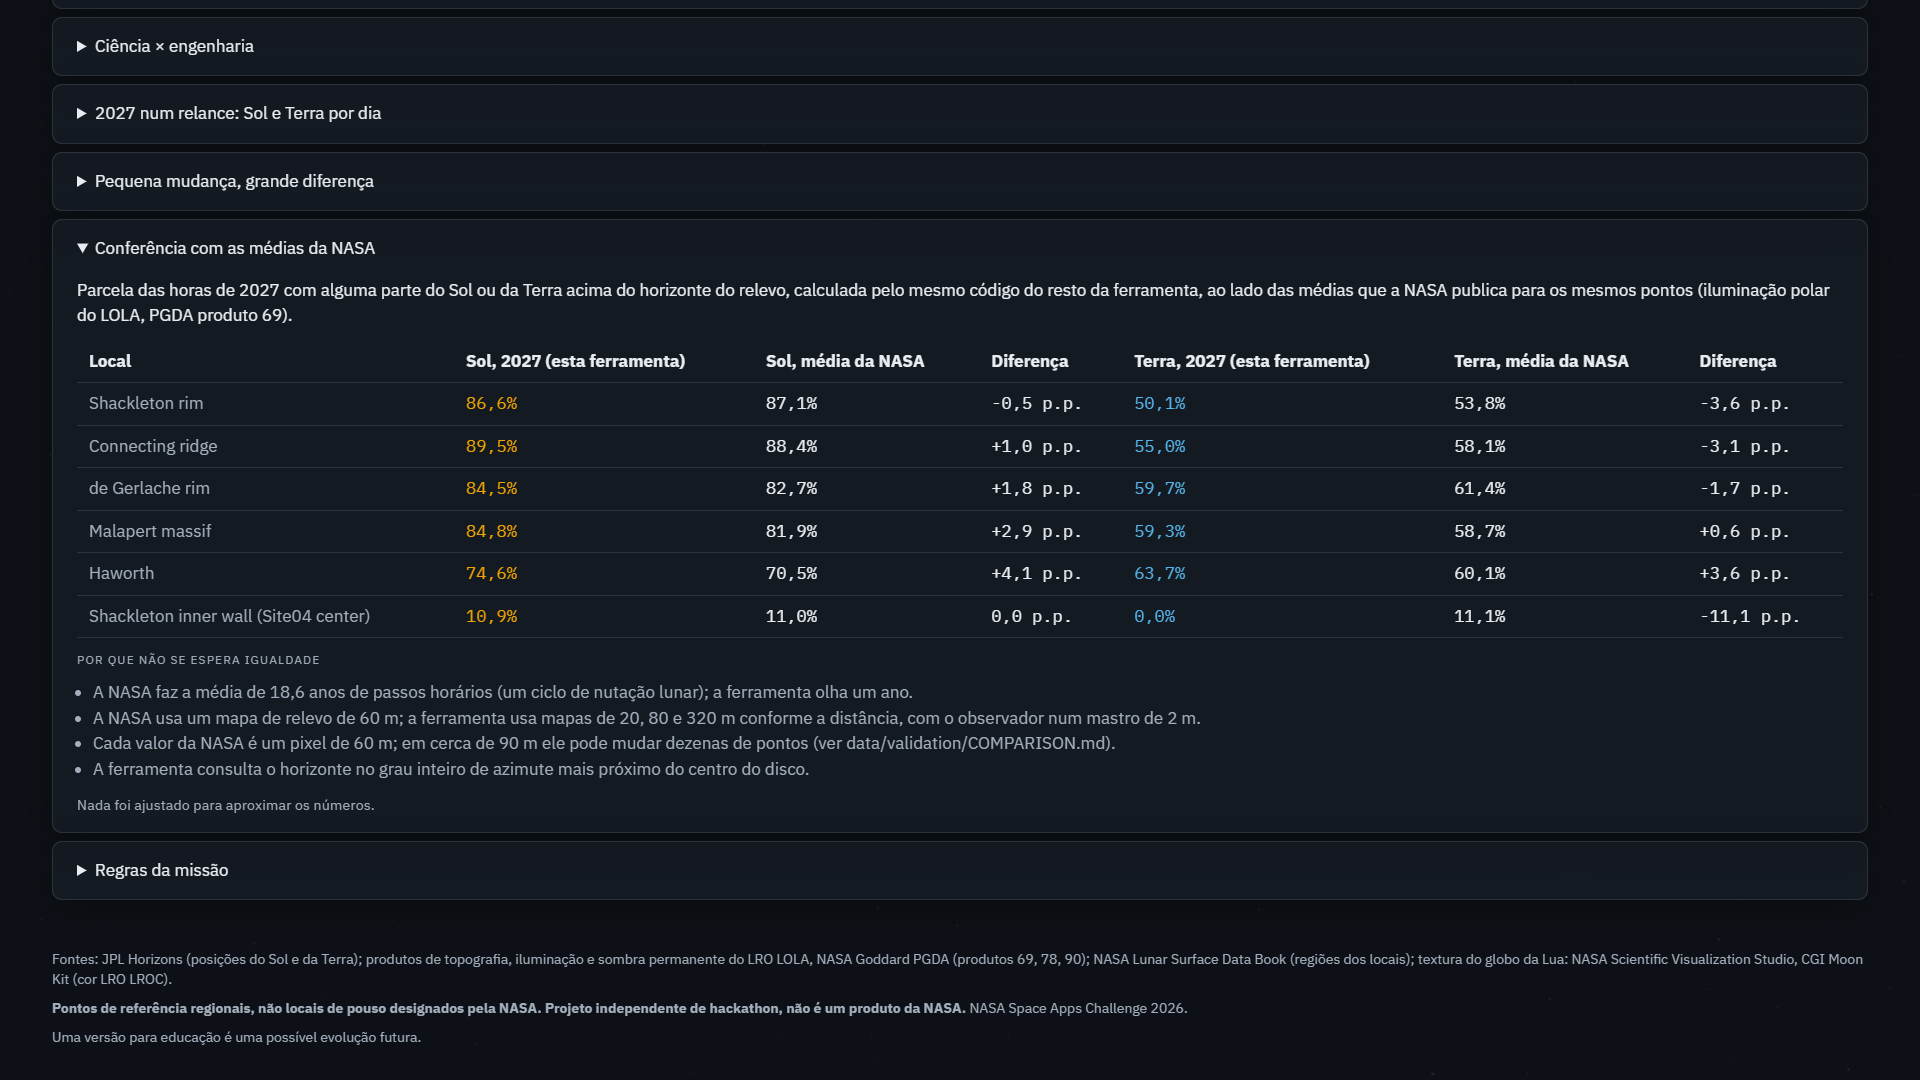 ▶ Ciência × engenharia
▶ 2027 num relance: Sol e Terra por dia
▶ Pequena mudança, grande diferença
▼ Conferência com as médias da NASA
Parcela das horas de 2027 com alguma parte do Sol ou da Terra acima do horizonte do relevo, calculada pelo mesmo código do resto da ferramenta, ao lado das médias que a NASA publica para os mesmos pontos (iluminação polar
do LOLA, PGDA produto 69).
Local Sol, 2027 (esta ferramenta) Sol, média da NASA Diferença Terra, 2027 (esta ferramenta) Terra, média da NASA Diferença
Shackleton rim 86,6% 87,1% -0,5 p.p. 50,1% 53,8% -3,6 p.p.
Connecting ridge 89,5% 88,4% +1,0 p.p. 55,0% 58,1% -3,1 p.p.
de Gerlache rim 84,5% 82,7% +1,8 p.p. 59,7% 61,4% -1,7 p.p.
Malapert massif 84,8% 81,9% +2,9 p.p. 59,3% 58,7% +0,6 p.p.
Haworth 74,6% 70,5% +4,1 p.p. 63,7% 60,1% +3,6 p.p.
Shackleton inner wall (Site04 center) 10,9% 11,0% 0,0 p.p. 0,0% 11,1% -11,1 p.p.
POR QUE NÃO SE ESPERA IGUALDADE
• A NASA faz a média de 18,6 anos de passos horários (um ciclo de nutação lunar); a ferramenta olha um ano.
• A NASA usa um mapa de relevo de 60 m; a ferramenta usa mapas de 20, 80 e 320 m conforme a distância, com o observador num mastro de 2 m.
• Cada valor da NASA é um pixel de 60 m; em cerca de 90 m ele pode mudar dezenas de pontos (ver data/validation/COMPARISON.md).
• A ferramenta consulta o horizonte no grau inteiro de azimute mais próximo do centro do disco.
Nada foi ajustado para aproximar os números.
▶ Regras da missão
Fontes: JPL Horizons (posições do Sol e da Terra); produtos de topografia, iluminação e sombra permanente do LRO LOLA, NASA Goddard PGDA (produtos 69, 78, 90); NASA Lunar Surface Data Book (regiões dos locais); textura do globo da Lua: NASA Scientific Visualization Studio, CGI Moon
Kit (cor LRO LROC).
Pontos de referência regionais, não locais de pouso designados pela NASA. Projeto independente de hackathon, não é um produto da NASA. NASA Space Apps Challenge 2026.
Uma versão para educação é uma possível evolução futura.